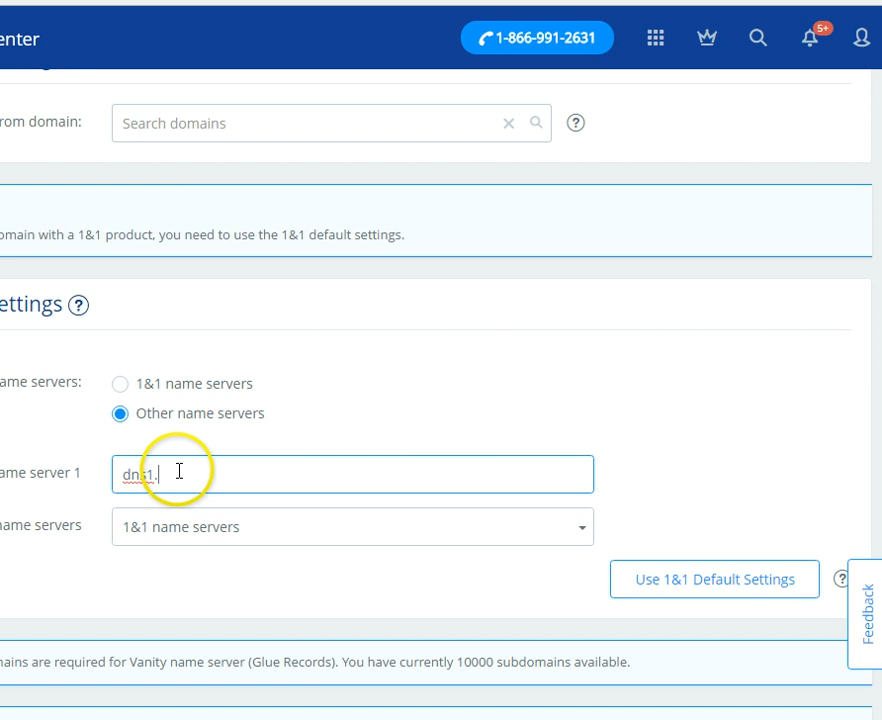 enter
1-866-991-2631
5+
rom domain:
Search domains
?
omain with a 1&1 product, you need to use the 1&1 default settings.
ettings ?
ame servers:
1&1 name servers
Other name servers
ame server 1
dns1.
name servers
1&1 name servers
Use 1&1 Default Settings
?
Feedback
mains are required for Vanity name server (Glue Records). You have currently 10000 subdomains available.